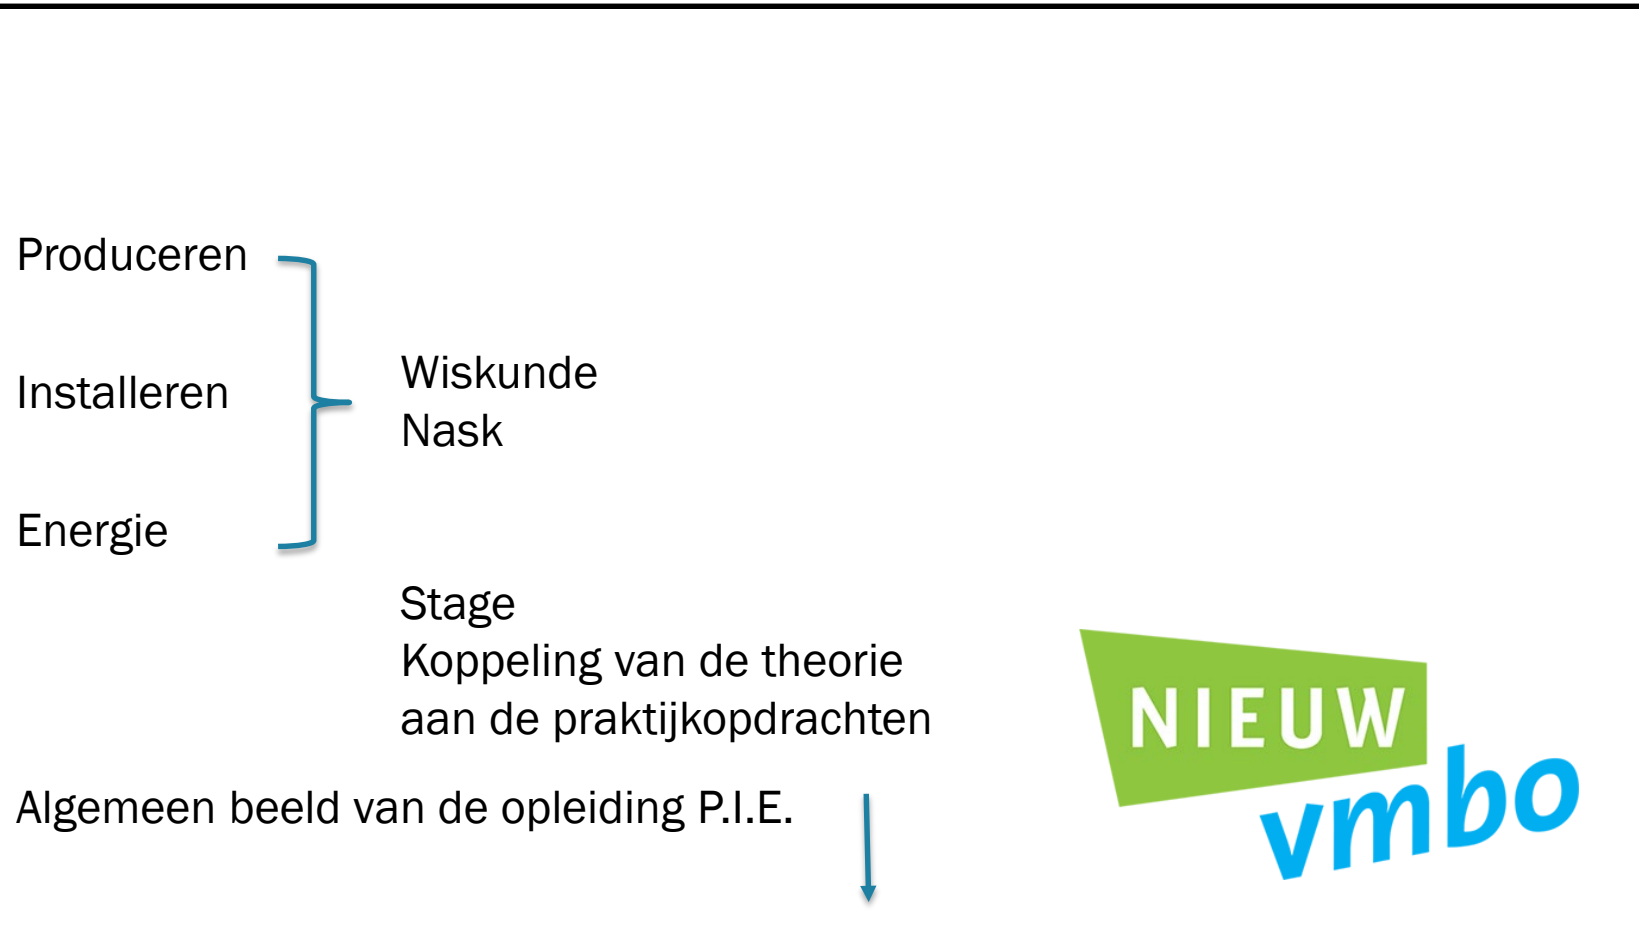 Produceren
Installeren
Energie
Wiskunde
Nask
Stage
Koppeling van de theorie
aan de praktijkopdrachten
Algemeen beeld van de opleiding P.I.E.
NIEUW
vmbo